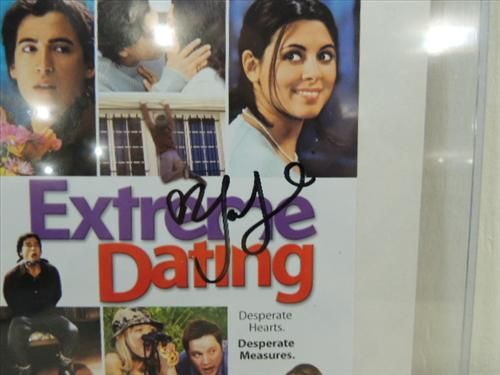 Extreme
Dating
Desperate
Hearts.
Desperate
Measures.